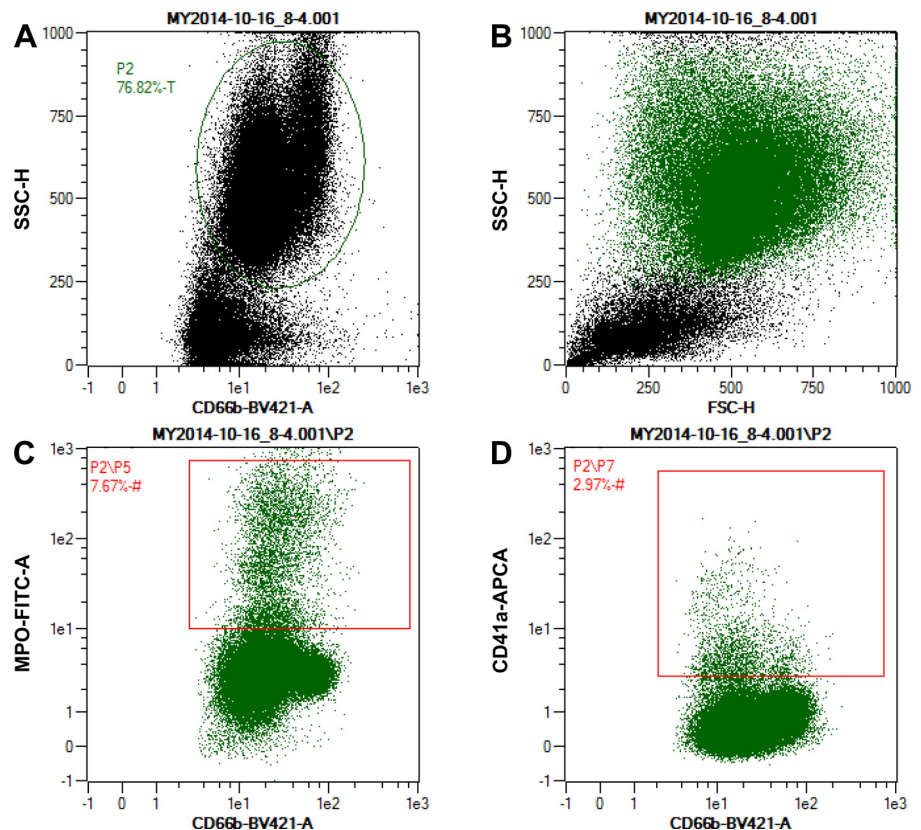 A
MY2014-10-16_8-4.001
P2
76.82%-T
1000
750
500
250
0
SSC-H
-1 0 1 1e1 1e2 1e3
CD66b-BV421-A
B
MY2014-10-16_8-4.001
1000
750
500
250
0
SSC-H
0 250 500 750 1000
FSC-H
C
MY2014-10-16_8-4.001\P2
P2\P5
7.67%-#
1e3
1e2
1e1
1
0
-1
MPO-FITC-A
-1 0 1 1e1 1e2 1e3
CD66b-BV421-A
D
MY2014-10-16_8-4.001\P2
P2\P7
2.97%-#
1e3
1e2
1e1
1
0
-1
CD41a-APCA
-1 0 1 1e1 1e2 1e3
CD66b-BV421-A